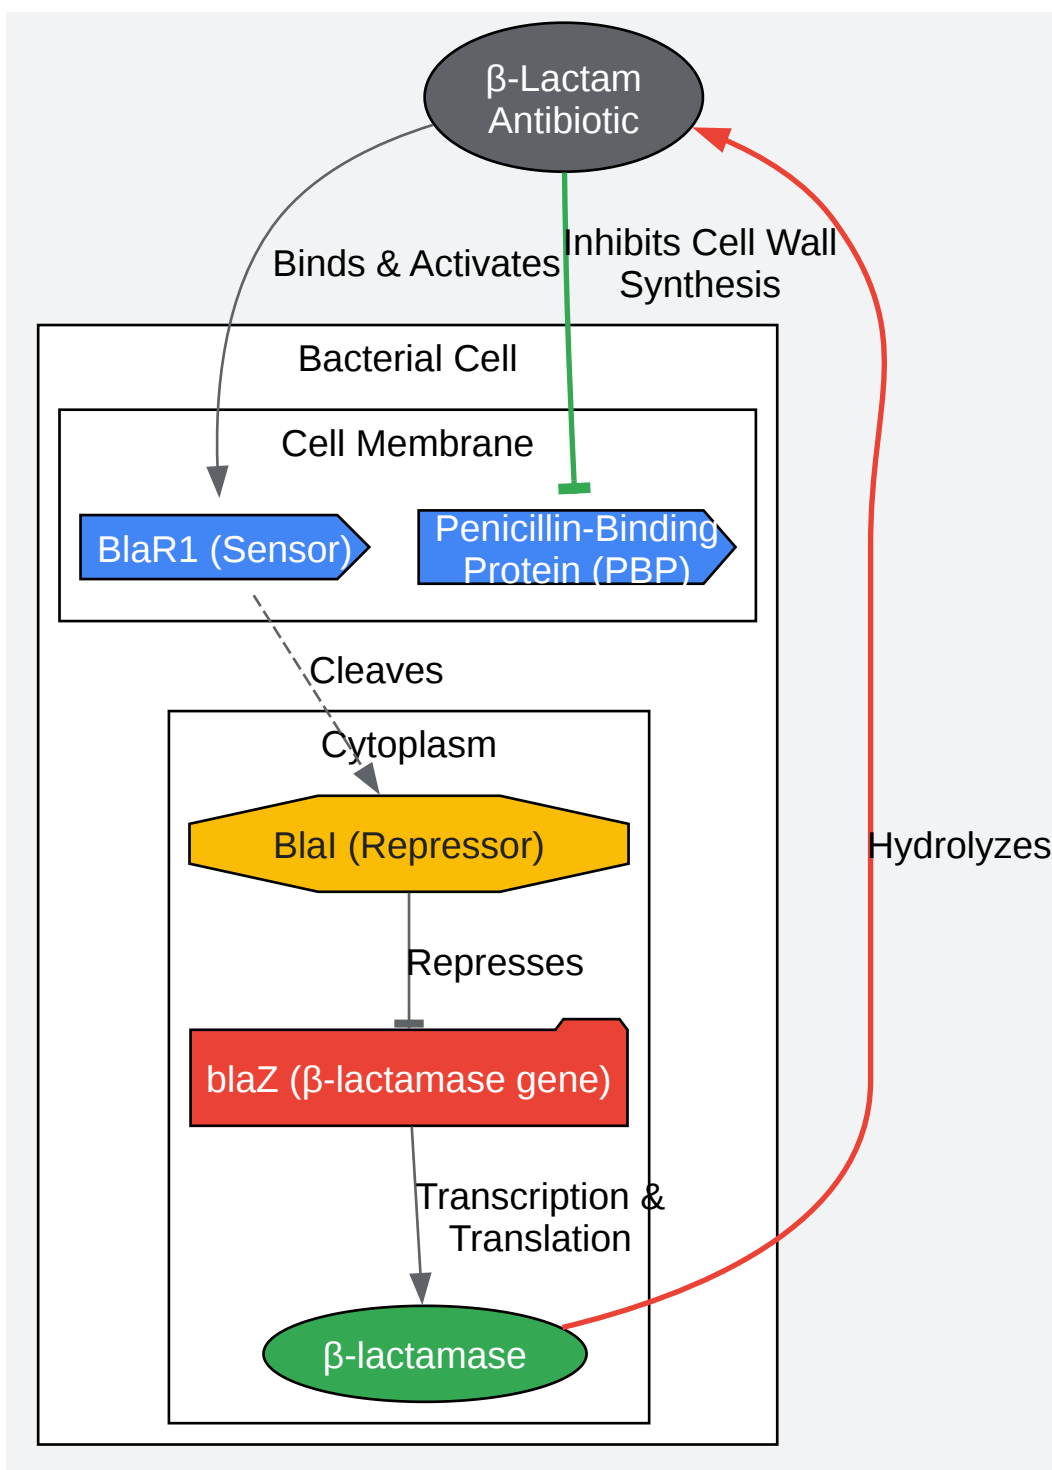 β-Lactam
Antibiotic
Binds & Activates
Inhibits Cell Wall
Synthesis
Bacterial Cell
Cell Membrane
BlaR1 (Sensor)
Penicillin-Binding
Protein (PBP)
Cleaves
Cytoplasm
BlaI (Repressor)
Hydrolyzes
Represses
blaZ (β-lactamase gene)
Transcription &
Translation
β-lactamase